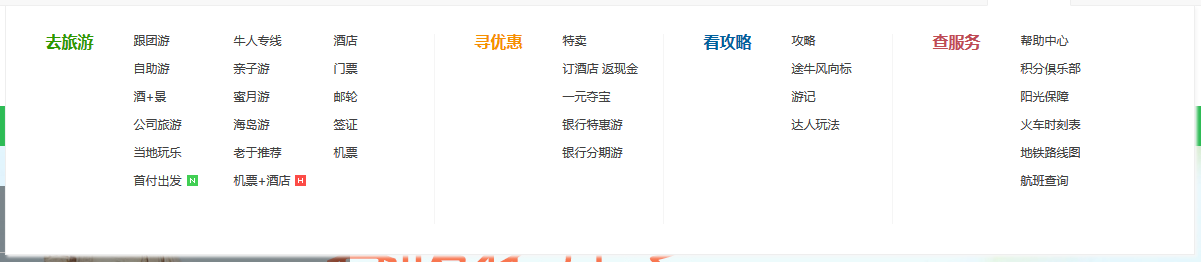 去旅游
跟团游 牛人专线 酒店
自助游 亲子游 门票
酒+景 蜜月游 邮轮
公司旅游 海岛游 签证
当地玩乐 老于推荐 机票
首付出发 N 机票+酒店 H
寻优惠
特卖
订酒店 返现金
一元夺宝
银行特惠游
银行分期游
看攻略
攻略
途牛风向标
游记
达人玩法
查服务
帮助中心
积分俱乐部
阳光保障
火车时刻表
地铁路线图
航班查询